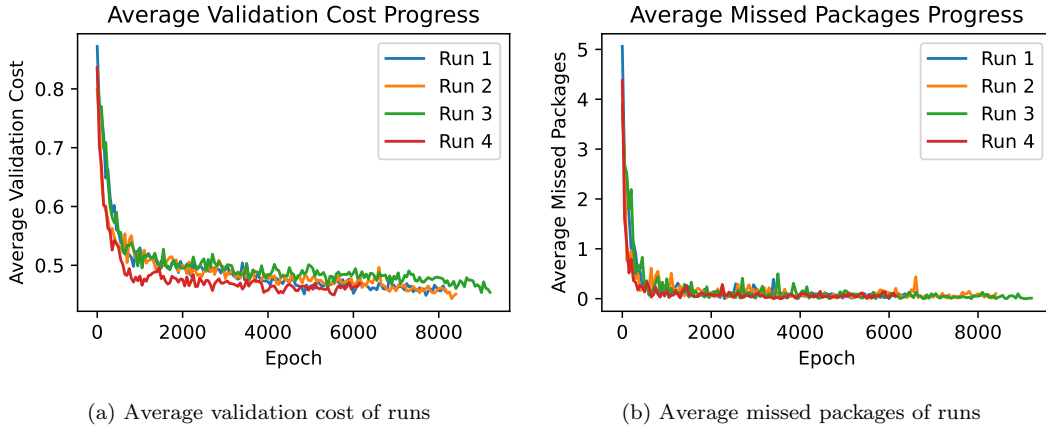 Average Validation Cost Progress
Average Validation Cost
0.8
0.7
0.6
0.5
0
2000
4000
6000
8000
Epoch
Run 1
Run 2
Run 3
Run 4
(a) Average validation cost of runs
Average Missed Packages Progress
Average Missed Packages
5
4
3
2
1
0
0
2000
4000
6000
8000
Epoch
Run 1
Run 2
Run 3
Run 4
(b) Average missed packages of runs